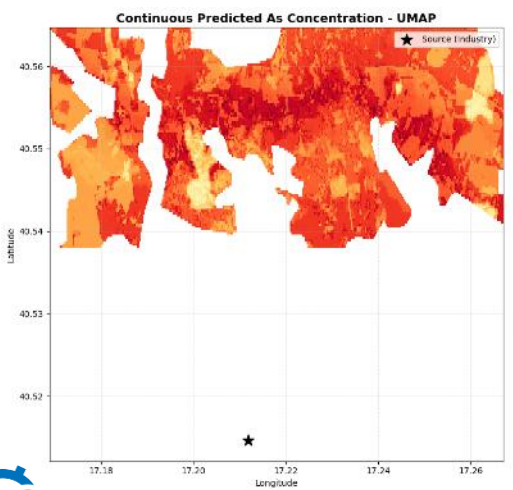 Continuous Predicted As Concentration - UMAP
Source (Industry)
40.56
40.55
40.54
40.53
40.52
Latitude
17.18 17.20 17.22 17.24 17.26
Longitude